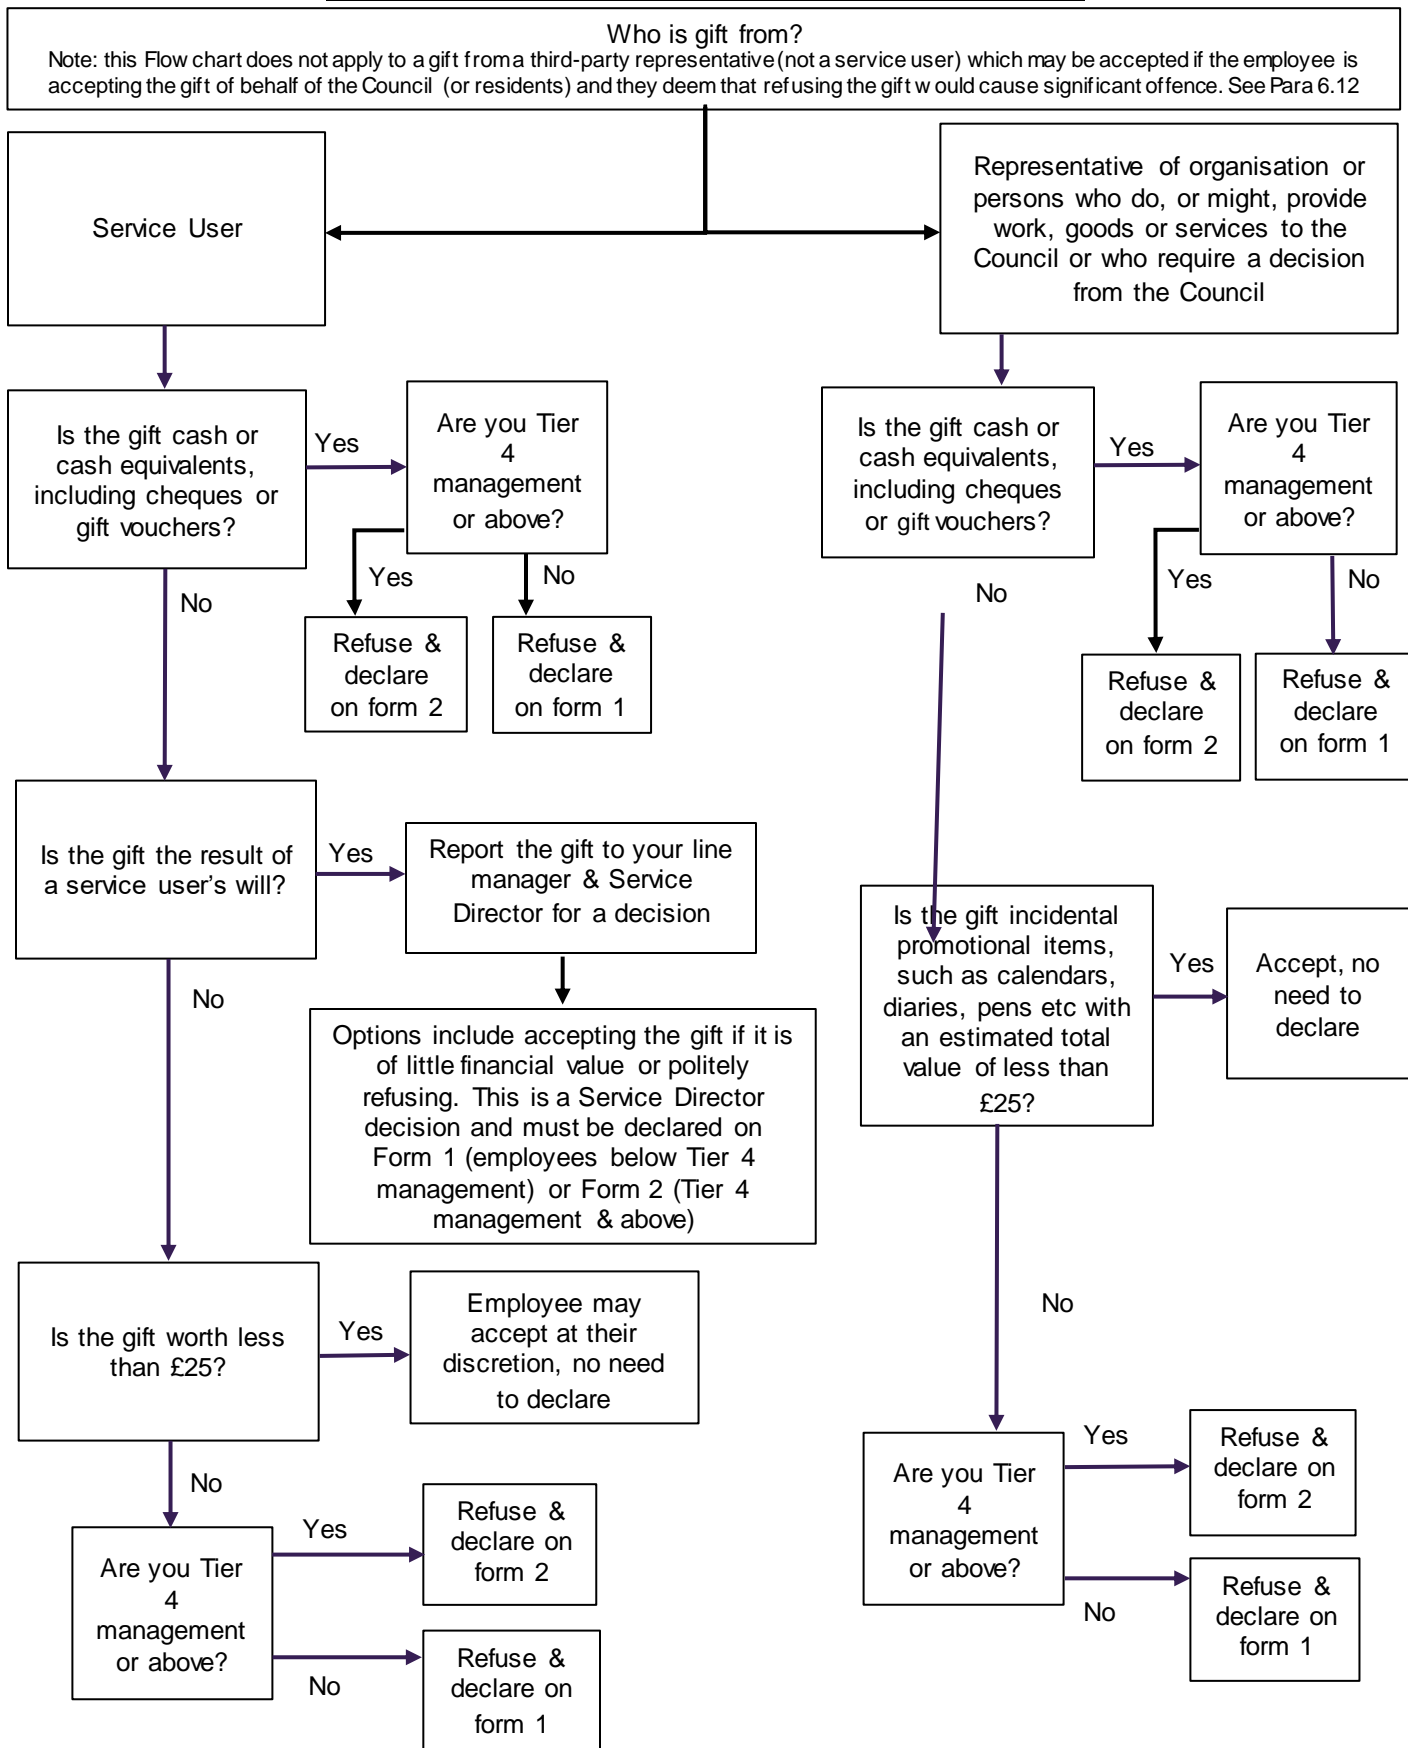 Who is gift from?
Note: this Flow chart does not apply to a gift from a third-party representative (not a service user) which may be accepted if the employee is
accepting the gift of behalf of the Council (or residents) and they deem that refusing the gift would cause significant offence. See Para 6.12
Service User
Representative of organisation or
persons who do, or might, provide
work, goods or services to the
Council or who require a decision
from the Council
Is the gift cash or
cash equivalents,
including cheques or
gift vouchers?
Yes
Are you Tier
4
management
or above?
Yes
No
Refuse &
declare
on form 2
Refuse &
declare
on form 1
No
Is the gift cash or
cash equivalents,
including cheques
or gift vouchers?
Yes
Are you Tier
4
management
or above?
Yes
No
Refuse &
declare
on form 2
Refuse &
declare
on form 1
No
Is the gift the result of
a service user's will?
Yes
Report the gift to your line
manager & Service
Director for a decision
Options include accepting the gift if it is
of little financial value or politely
refusing. This is a Service Director
decision and must be declared on
Form 1 (employees below Tier 4
management) or Form 2 (Tier 4
management & above)
No
Is the gift incidental
promotional items,
such as calendars,
diaries, pens etc with
an estimated total
value of less than
£25?
Yes
Accept, no
need to
declare
No
Is the gift worth less
than £25?
Yes
Employee may
accept at their
discretion, no need
to declare
No
Are you Tier
4
management
or above?
Yes
Refuse &
declare on
form 2
No
Refuse &
declare on
form 1
Are you Tier
4
management
or above?
Yes
Refuse &
declare on
form 2
No
Refuse &
declare on
form 1